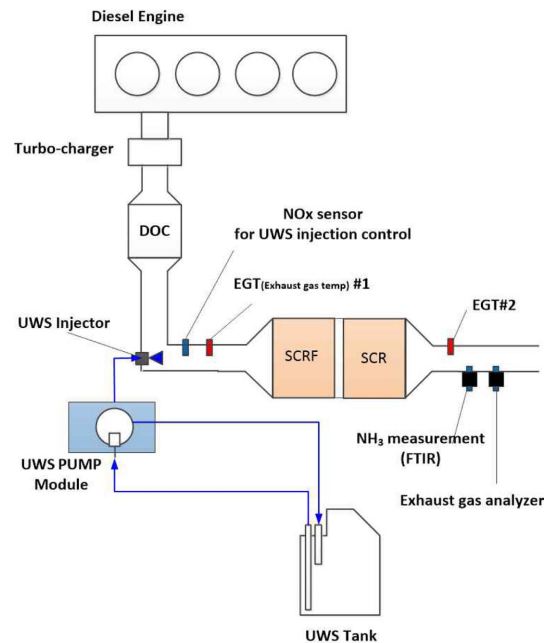 Diesel Engine
Turbo-charger
DOC
NOx sensor
for UWS injection control
EGT(Exhaust gas temp) #1
EGT#2
UWS Injector
SCRF
SCR
NH₃ measurement
(FTIR)
UWS PUMP
Module
Exhaust gas analyzer
UWS Tank